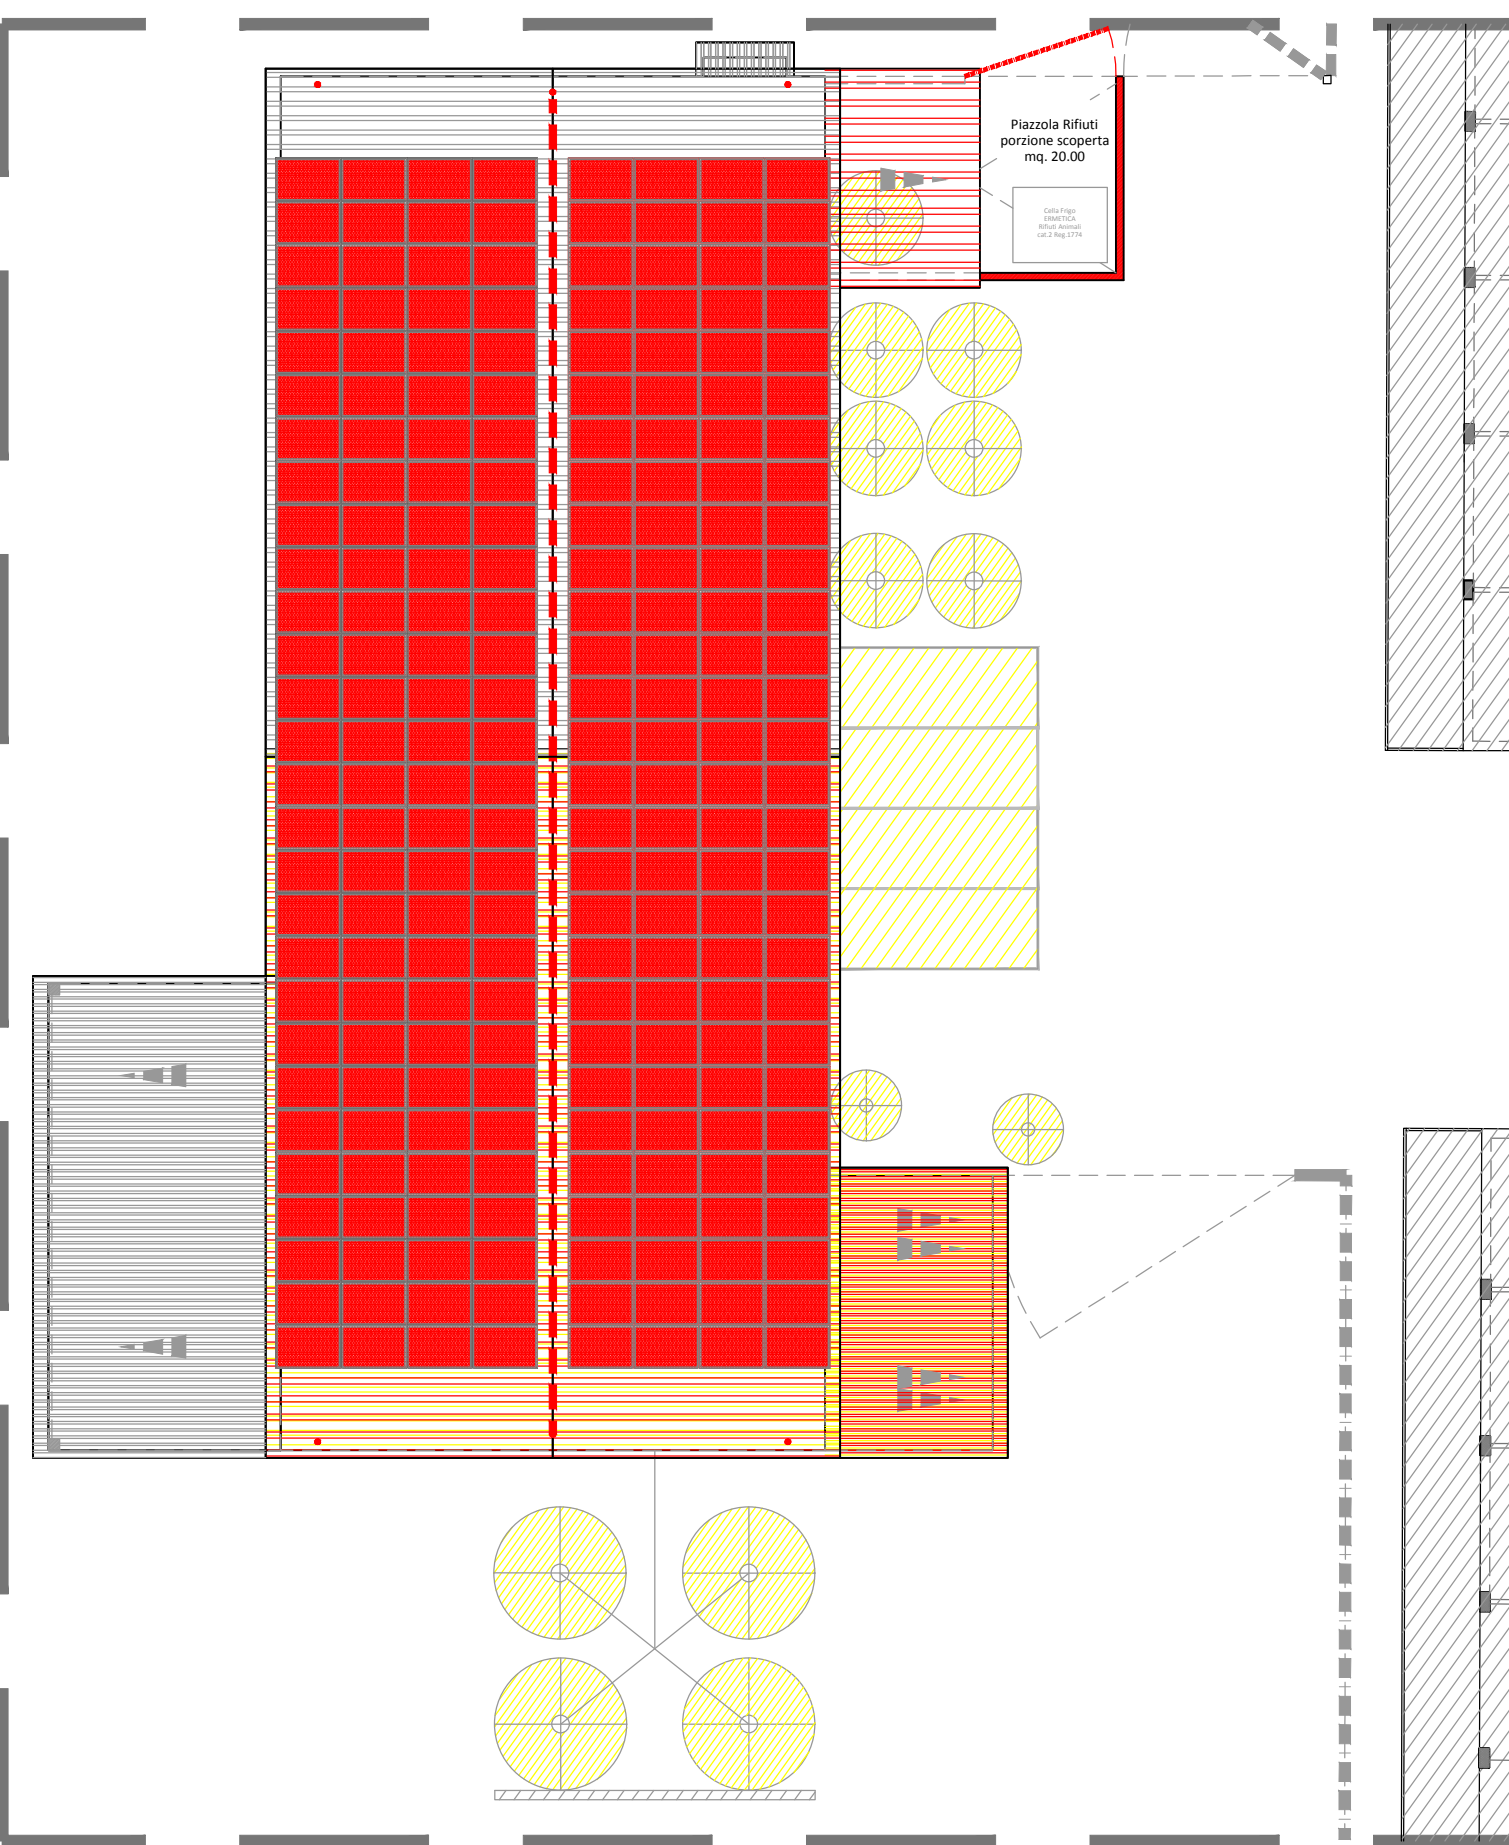 Piazzola Rifiuti
porzione scoperta
mq. 20.00
Cella Frigo
ERMETICA
Rifiuti Animali
cat.2 Reg.1774